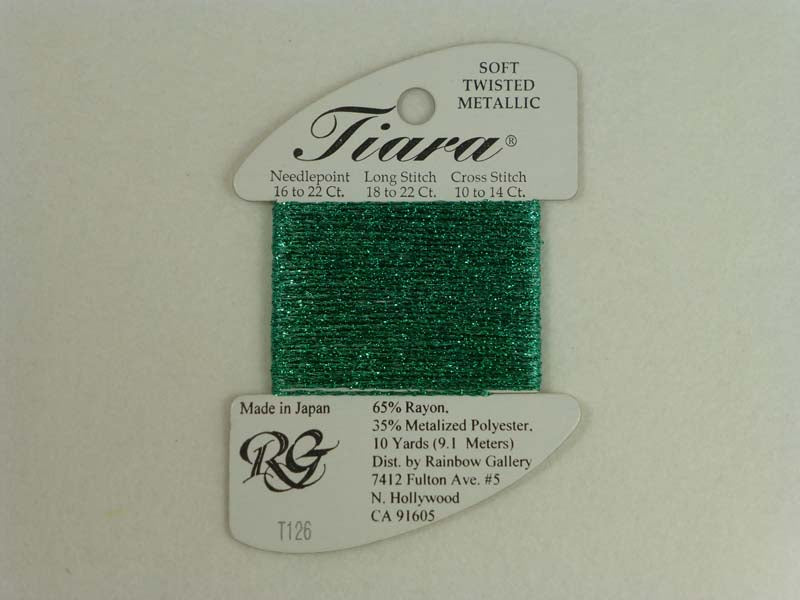 SOFT
TWISTED
METALLIC
Tiara®
Needlepoint Long Stitch Cross Stitch
16 to 22 Ct. 18 to 22 Ct. 10 to 14 Ct.
Made in Japan
RG
T126
65% Rayon,
35% Metalized Polyester,
10 Yards (9.1 Meters)
Dist. by Rainbow Gallery
7412 Fulton Ave. #5
N. Hollywood
CA 91605